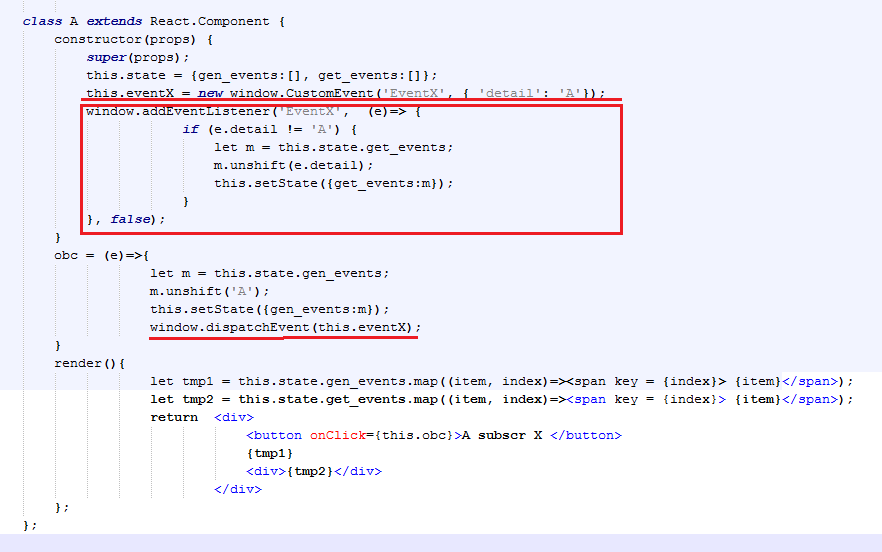 class A extends React.Component {
constructor(props) {
super(props);
this.state = {gen_events:[], get_events:[]};
this.eventX = new window.CustomEvent('EventX', { 'detail': 'A'});
window.addEventListener('EventX',  (e)=> {
if (e.detail != 'A') {
let m = this.state.get_events;
m.unshift(e.detail);
this.setState({get_events:m});
}
}, false);
}
obc = (e)=>{
let m = this.state.gen_events;
m.unshift('A');
this.setState({gen_events:m});
window.dispatchEvent(this.eventX);
}
render(){
let tmp1 = this.state.gen_events.map((item, index)=><span key = {index}> {item}</span>);
let tmp2 = this.state.get_events.map((item, index)=><span key = {index}> {item}</span>);
return  <div>
<button onClick={this.obc}>A subscr X </button>
{tmp1}
<div>{tmp2}</div>
</div>
};
};